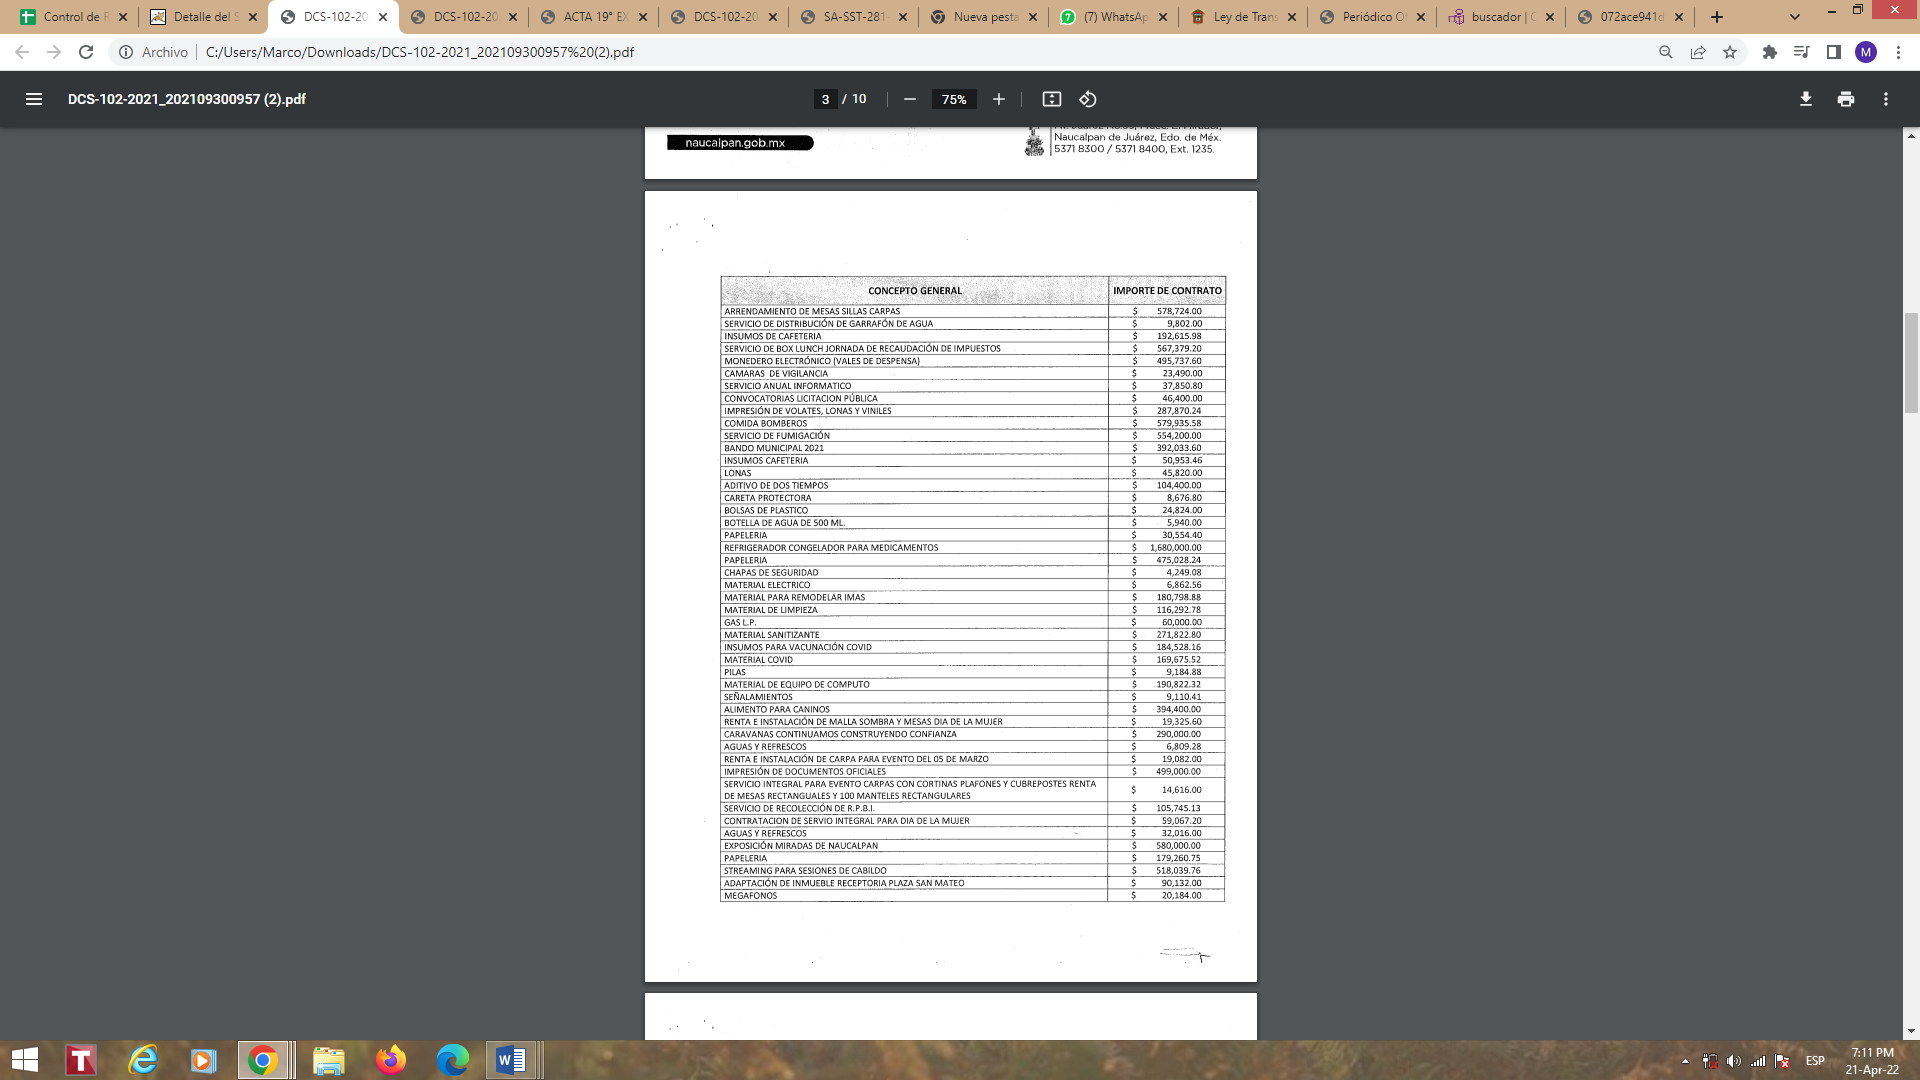 Control de R
Detalle del S
DCS-102-20
DCS-102-20
ACTA 19° EX
DCS-102-20
SA-SST-281
Nueva pesta
(7) WhatsAp
Ley de Trans
Periódico O
buscador |
072ace941d
Archivo
C:/Users/Marco/Downloads/DCS-102-2021_202109300957%20(2).pdf
M
DCS-102-2021_202109300957 (2).pdf
3 / 10
75%
naucalpan.gob.mx
Naucalpan de Juárez, Edo. de Méx.
5371 8300 / 5371 8400, Ext. 1235.
CONCEPTO GENERAL IMPORTE DE CONTRATO
ARRENDAMIENTO DE MESAS SILLAS CARPAS $ 578,724.00
SERVICIO DE DISTRIBUCIÓN DE GARRAFÓN DE AGUA $ 9,802.00
INSUMOS DE CAFETERIA $ 192,615.98
SERVICIO DE BOX LUNCH JORNADA DE RECAUDACIÓN DE IMPUESTOS $ 567,379.20
MONEDERO ELECTRÓNICO (VALES DE DESPENSA) $ 495,737.60
CAMARAS DE VIGILANCIA $ 23,490.00
SERVICIO ANUAL INFORMATICO $ 37,850.80
CONVOCATORIAS LICITACION PÚBLICA $ 46,400.00
IMPRESIÓN DE VOLATES, LONAS Y VINILES $ 287,870.24
COMIDA BOMBEROS $ 579,935.58
SERVICIO DE FUMIGACIÓN $ 554,200.00
BANDO MUNICIPAL 2021 $ 392,033.60
INSUMOS CAFETERIA $ 50,953.46
LONAS $ 45,820.00
ADITIVO DE DOS TIEMPOS $ 104,400.00
CARETA PROTECTORA $ 8,676.80
BOLSAS DE PLASTICO $ 24,824.00
BOTELLA DE AGUA DE 500 ML. $ 5,940.00
PAPELERIA $ 30,554.40
REFRIGERADOR CONGELADOR PARA MEDICAMENTOS $ 1,680,000.00
PAPELERIA $ 475,028.24
CHAPAS DE SEGURIDAD $ 4,249.08
MATERIAL ELECTRICO $ 6,862.56
MATERIAL PARA REMODELAR IMAS $ 180,798.88
MATERIAL DE LIMPIEZA $ 116,292.78
GAS L.P. $ 60,000.00
MATERIAL SANITIZANTE $ 271,822.80
INSUMOS PARA VACUNACIÓN COVID $ 184,528.16
MATERIAL COVID $ 169,675.52
PILAS $ 9,184.88
MATERIAL DE EQUIPO DE COMPUTO $ 190,822.32
SEÑALAMIENTOS $ 9,110.41
ALIMENTO PARA CANINOS $ 394,400.00
RENTA E INSTALACIÓN DE MALLA SOMBRA Y MESAS DIA DE LA MUJER $ 19,325.60
CARAVANAS CONTINUAMOS CONSTRUYENDO CONFIANZA $ 290,000.00
AGUAS Y REFRESCOS $ 6,809.28
RENTA E INSTALACIÓN DE CARPA PARA EVENTO DEL 05 DE MARZO $ 19,082.00
IMPRESIÓN DE DOCUMENTOS OFICIALES $ 499,000.00
SERVICIO INTEGRAL PARA EVENTO CARPAS CON CORTINAS PLAFONES Y CUBREPOSTES RENTA
DE MESAS RECTANGUALES Y 100 MANTELES RECTANGULARES $ 14,616.00
SERVICIO DE RECOLECCIÓN DE R.P.B.I. $ 105,745.13
CONTRATACION DE SERVIO INTEGRAL PARA DIA DE LA MUJER $ 59,067.20
AGUAS Y REFRESCOS $ 32,016.00
EXPOSICIÓN MIRADAS DE NAUCALPAN $ 580,000.00
PAPELERIA $ 179,260.75
STREAMING PARA SESIONES DE CABILDO $ 518,039.76
ADAPTACIÓN DE INMUEBLE RECEPTORIA PLAZA SAN MATEO $ 90,132.00
MEGAFONOS $ 20,184.00
ESP
7:11 PM
21-Apr-22